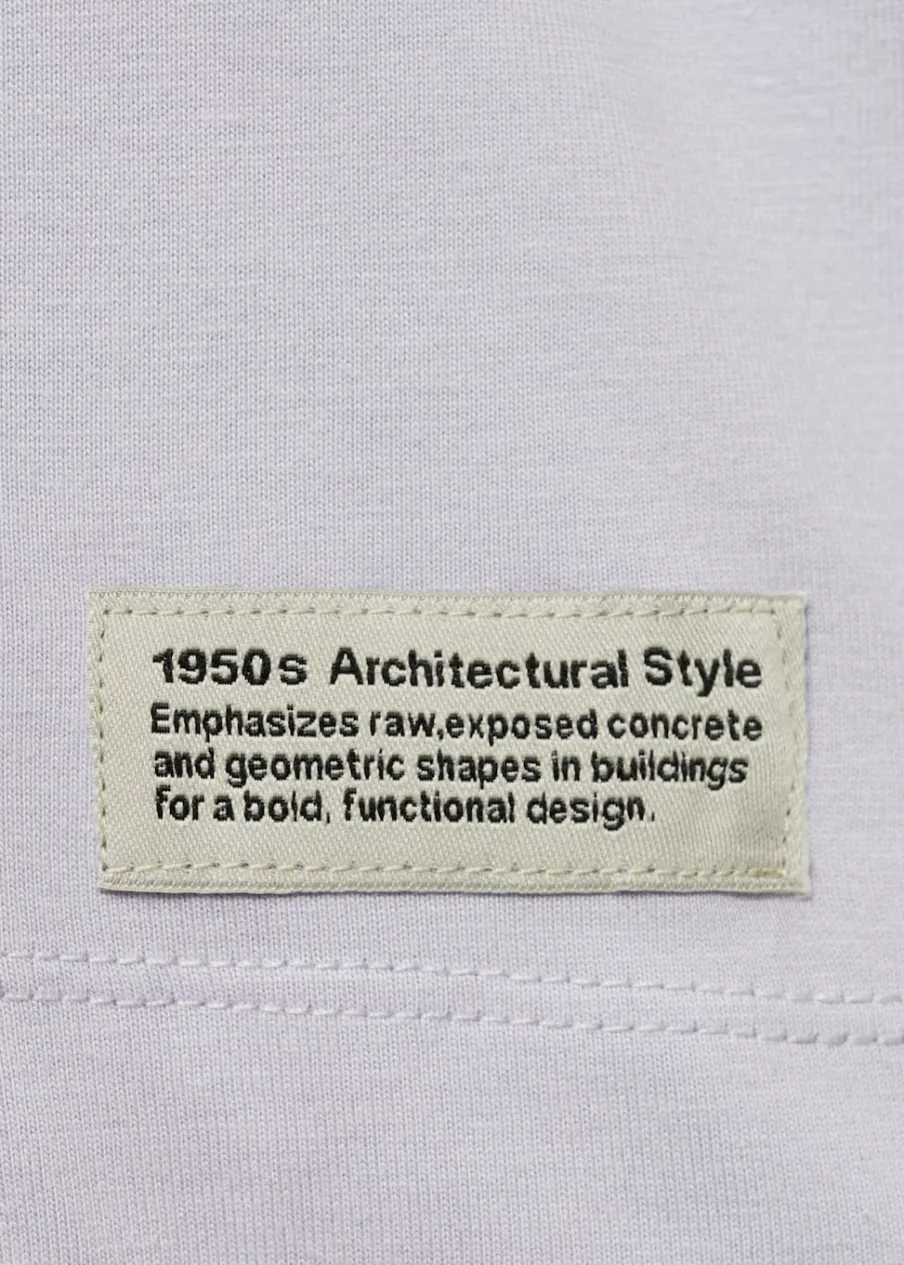 1950s Architectural Style
Emphasizes raw,exposed concrete
and geometric shapes in buildings
for a bold, functional design.